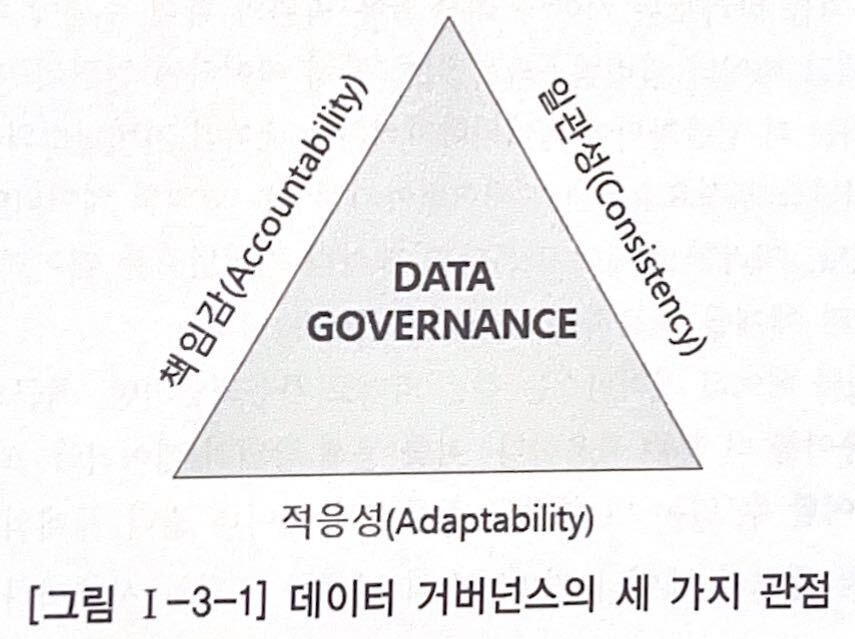 책임감(Accountability)
일관성(Consistency)
DATA
GOVERNANCE
적응성(Adaptability)
[그림 Ⅰ-3-1] 데이터 거버넌스의 세 가지 관점